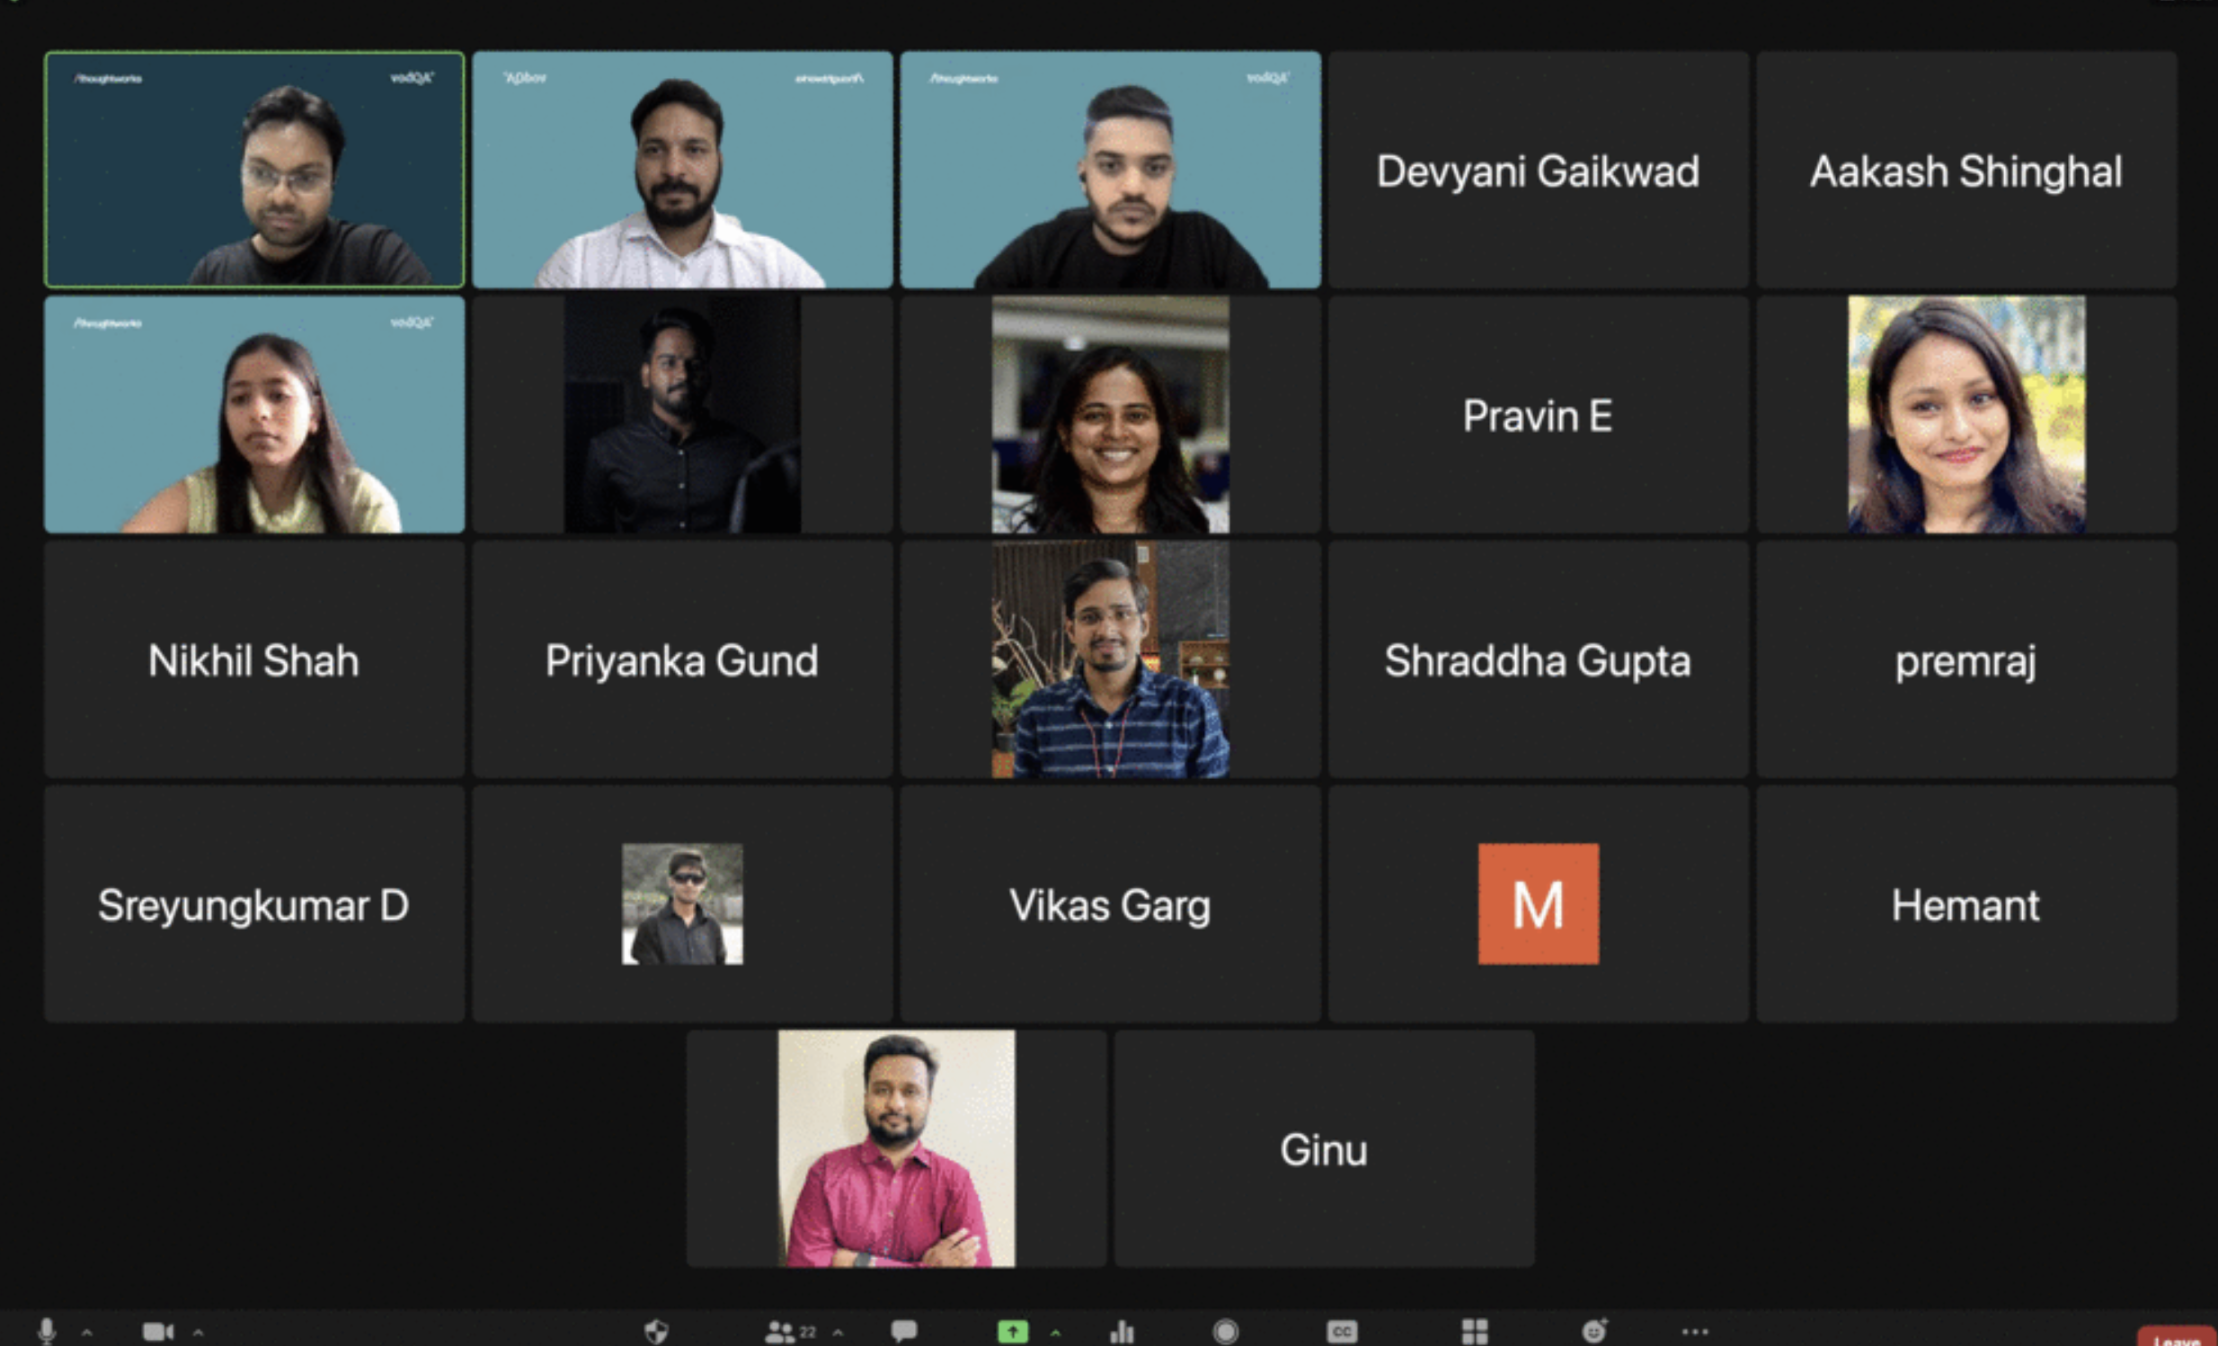 /thoughtworks
vodQA'
vodQA'
/thoughtworks
/thoughtworks
vodQA'
Devyani Gaikwad
Aakash Shinghal
/thoughtworks
vodQA'
Pravin E
Nikhil Shah
Priyanka Gund
Shraddha Gupta
premraj
Sreyungkumar D
Vikas Garg
M
Hemant
Ginu
22
CC
Leave